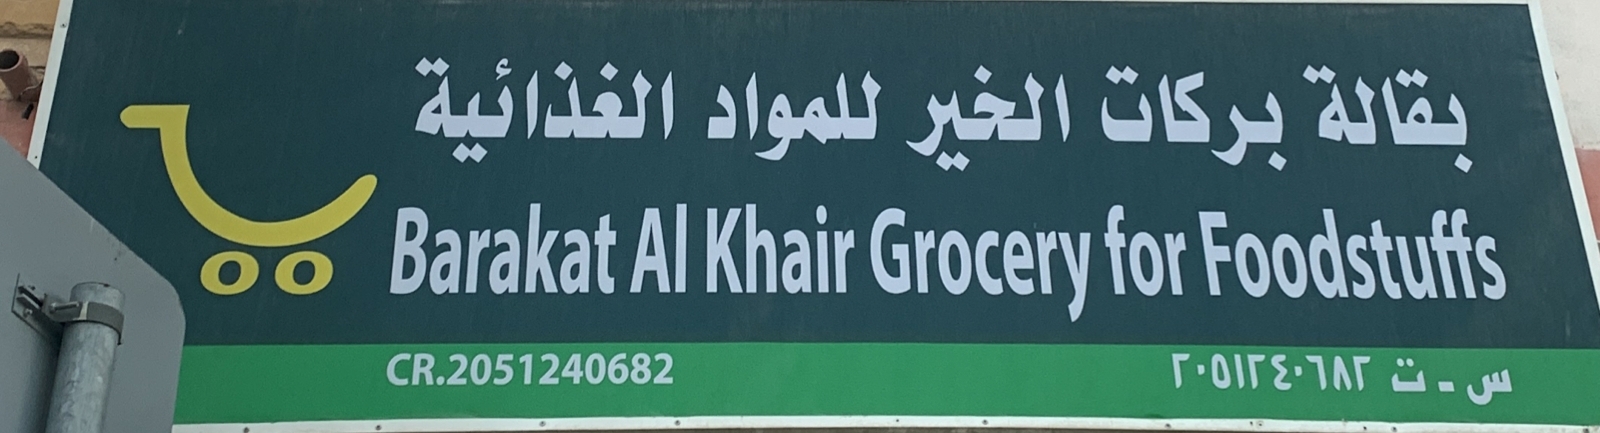 بقالة بركات الخير للمواد الغذائية
Barakat Al Khair Grocery for Foodstuffs
CR.2051240682
س - ت ٢٠٥١٢٤٠٦٨٢